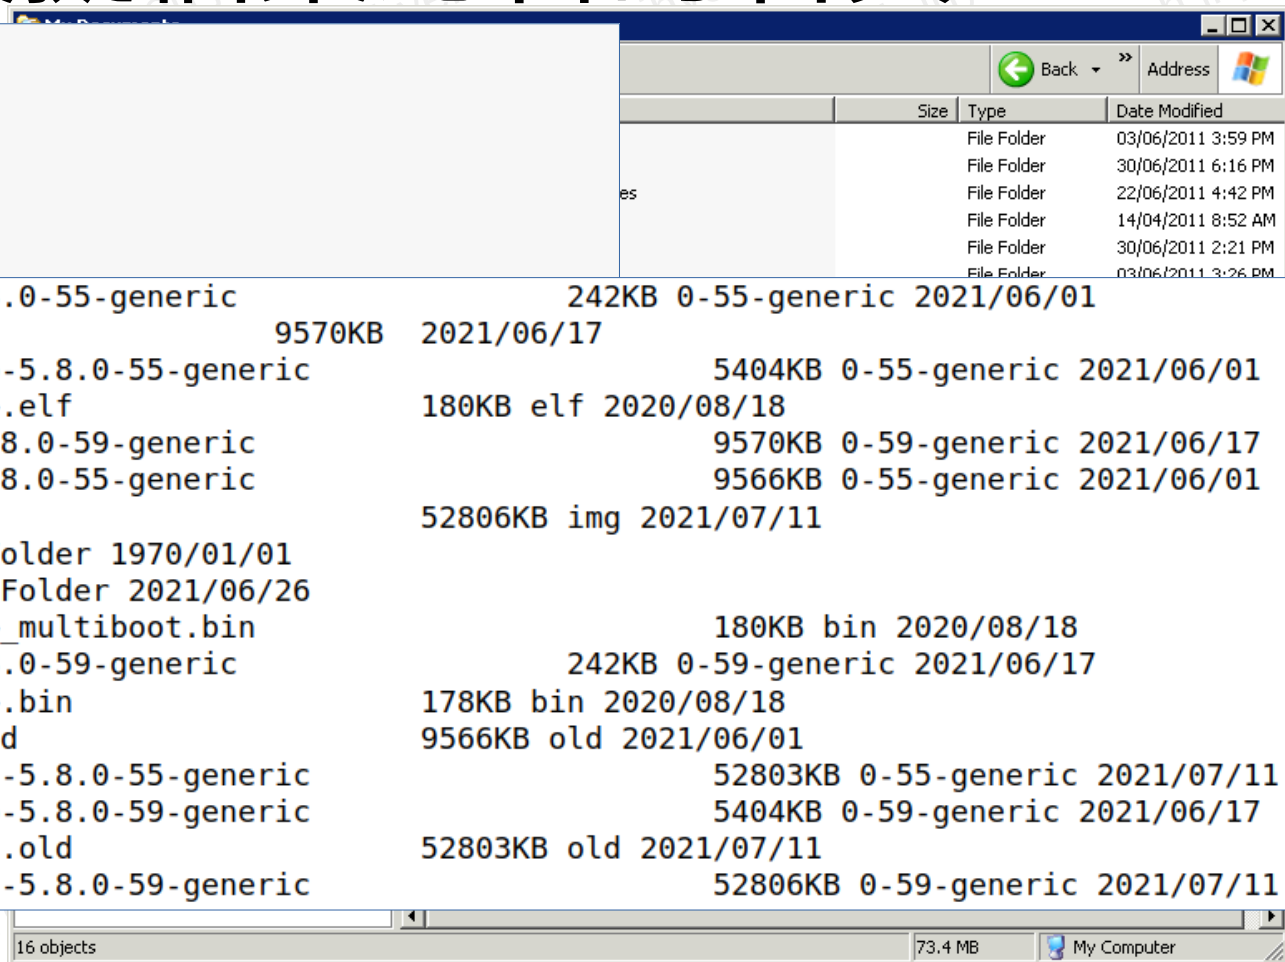 My Documents
Back » Address
Size Type Date Modified
File Folder 03/06/2011 3:59 PM
File Folder 30/06/2011 6:16 PM
es File Folder 22/06/2011 4:42 PM
File Folder 14/04/2011 8:52 AM
File Folder 30/06/2011 2:21 PM
File Folder 03/06/2011 3:26 PM
.0-55-generic 242KB 0-55-generic 2021/06/01
9570KB 2021/06/17
-5.8.0-55-generic 5404KB 0-55-generic 2021/06/01
.elf 180KB elf 2020/08/18
8.0-59-generic 9570KB 0-59-generic 2021/06/17
8.0-55-generic 9566KB 0-55-generic 2021/06/01
52806KB img 2021/07/11
older 1970/01/01
Folder 2021/06/26
_multiboot.bin 180KB bin 2020/08/18
.0-59-generic 242KB 0-59-generic 2021/06/17
.bin 178KB bin 2020/08/18
d 9566KB old 2021/06/01
-5.8.0-55-generic 52803KB 0-55-generic 2021/07/11
-5.8.0-59-generic 5404KB 0-59-generic 2021/06/17
.old 52803KB old 2021/07/11
-5.8.0-59-generic 52806KB 0-59-generic 2021/07/11
16 objects 73.4 MB My Computer